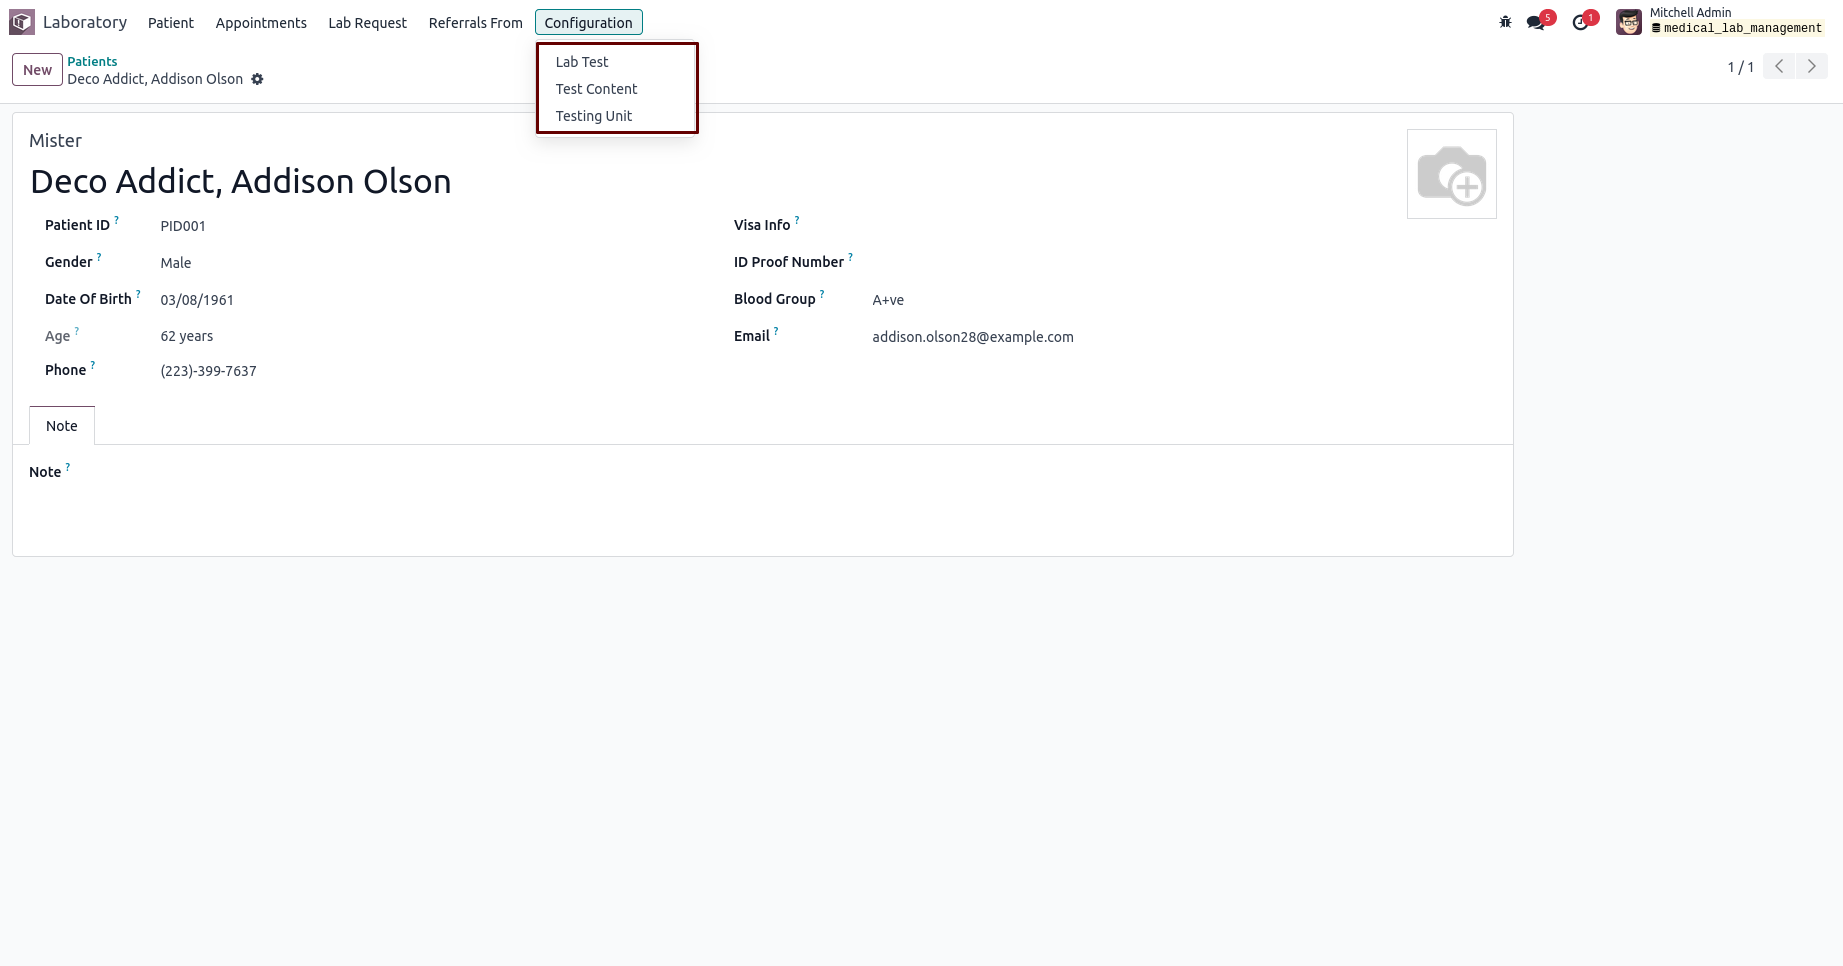 Laboratory Patient Appointments Lab Request Referrals From Configuration 5 1 Mitchell Admin
medical_lab_management
New Patients
Deco Addict, Addison Olson
1 / 1
Lab Test
Test Content
Testing Unit
Mister
Deco Addict, Addison Olson
Patient ID ? PID001
Gender ? Male
Date Of Birth ? 03/08/1961
Age ? 62 years
Phone ? (223)-399-7637
Visa Info ?
ID Proof Number ?
Blood Group ? A+ve
Email ? addison.olson28@example.com
Note
Note ?